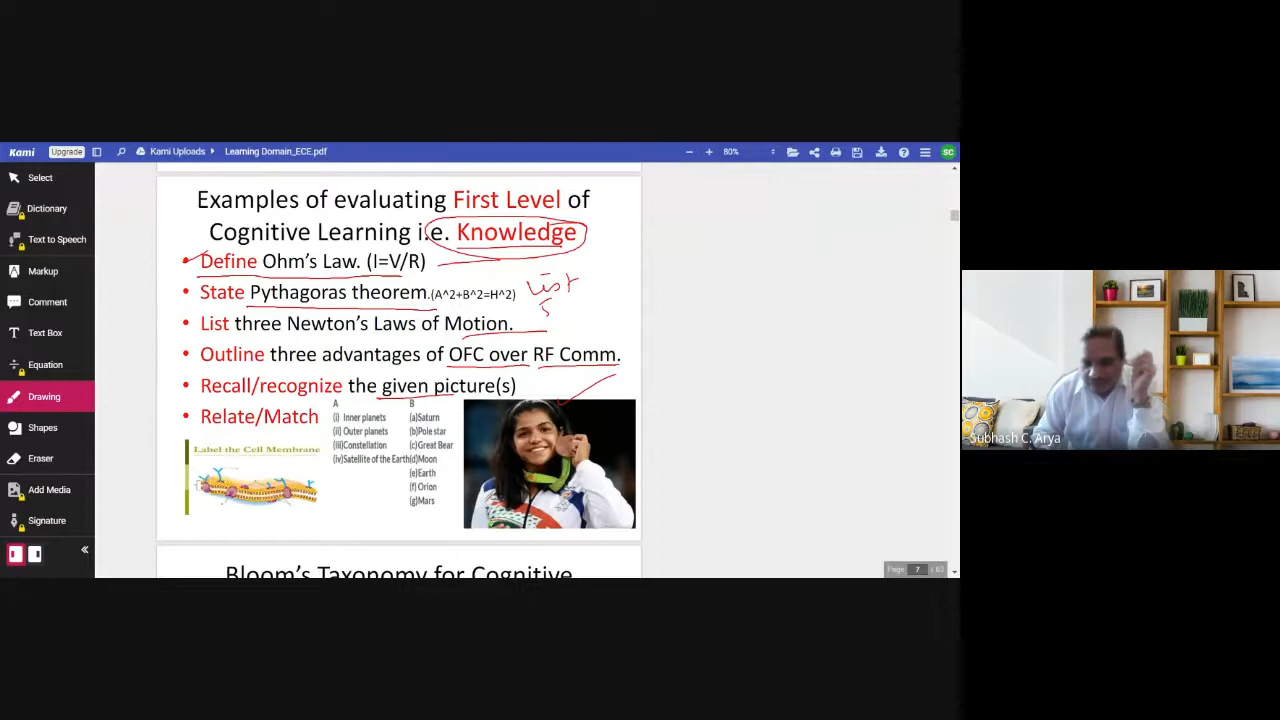 Kami Upgrade Kami Uploads Learning Domain_ECE.pdf 80% SC
Select
Dictionary
Text to Speech
Markup
Comment
Text Box
Equation
Drawing
Shapes
Eraser
Add Media
Signature
Examples of evaluating First Level of
Cognitive Learning i.e. Knowledge
• Define Ohm's Law. (I=V/R)
• State Pythagoras theorem.(A^2+B^2=H^2)
List
5
• List three Newton's Laws of Motion.
• Outline three advantages of OFC over RF Comm.
• Recall/recognize the given picture(s)
• Relate/Match
A B
(i) Inner planets (a)Saturn
(ii) Outer planets (b)Pole star
(iii)Constellation (c)Great Bear
(iv)Satellite of the Earth(d)Moon
(e)Earth
(f) Orion
(g)Mars
Label the Cell Membrane
Bloom's Taxonomy for Cognitive
Page 7 / 62
Subhash C. Arya